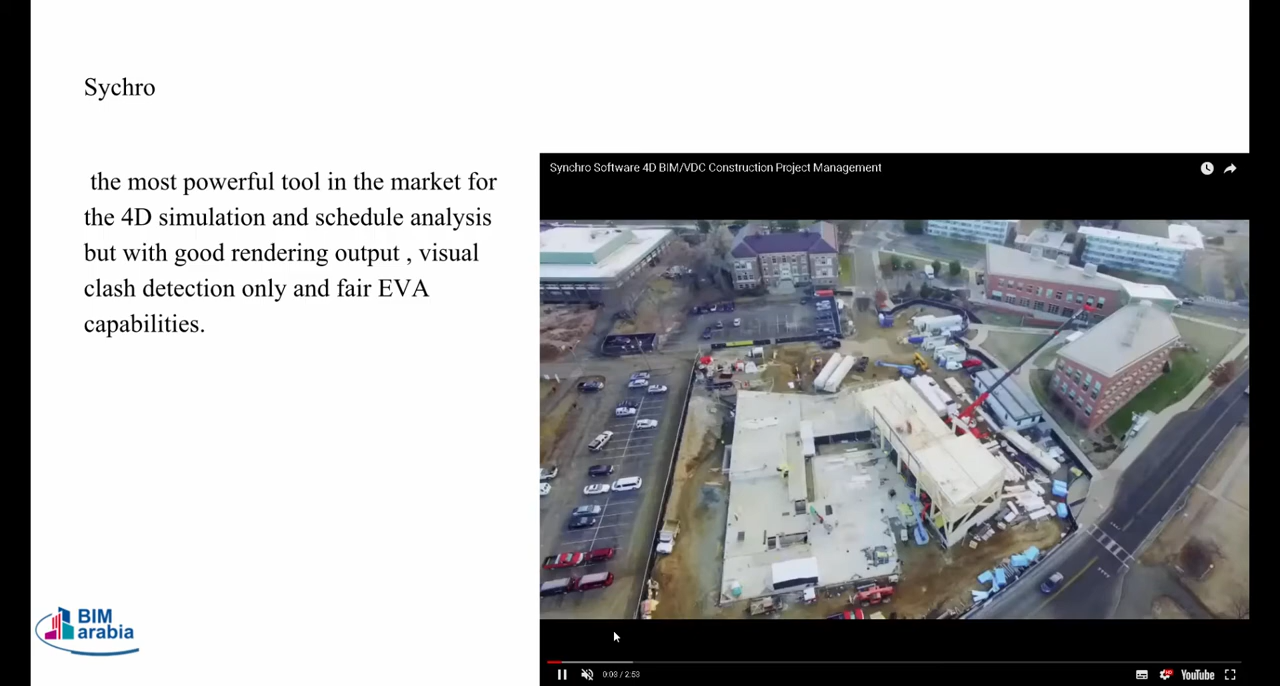 Sychro
the most powerful tool in the market for
the 4D simulation and schedule analysis
but with good rendering output , visual
clash detection only and fair EVA
capabilities.
Synchro Software 4D BIM/VDC Construction Project Management
BIM
arabia
0:03 / 2:53
HD
YouTube